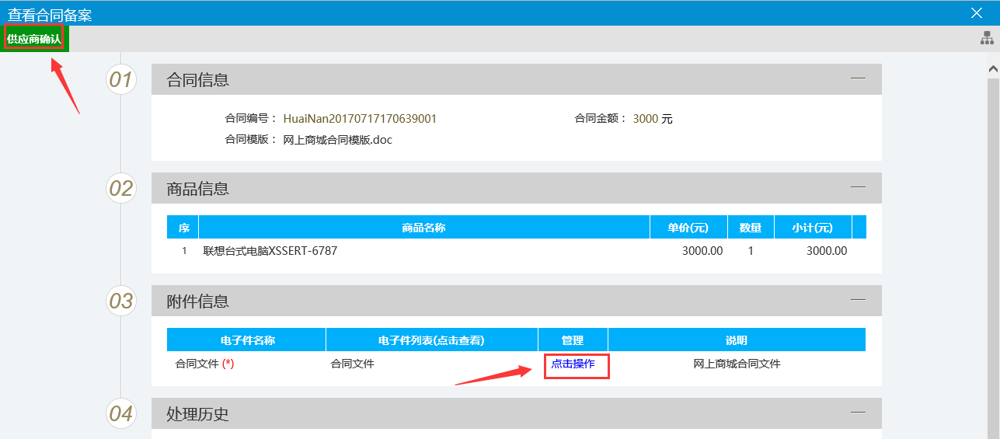 查看合同备案
供应商确认
01 合同信息
合同编号： HuaiNan20170717170639001 合同金额： 3000 元
合同模版： 网上商城合同模版.doc
02 商品信息
序 商品名称 单价(元) 数量 小计(元)
1 联想台式电脑XSSERT-6787 3000.00 1 3000.00
03 附件信息
电子件名称 电子件列表(点击查看) 管理 说明
合同文件 (*) 合同文件 点击操作 网上商城合同文件
04 处理历史